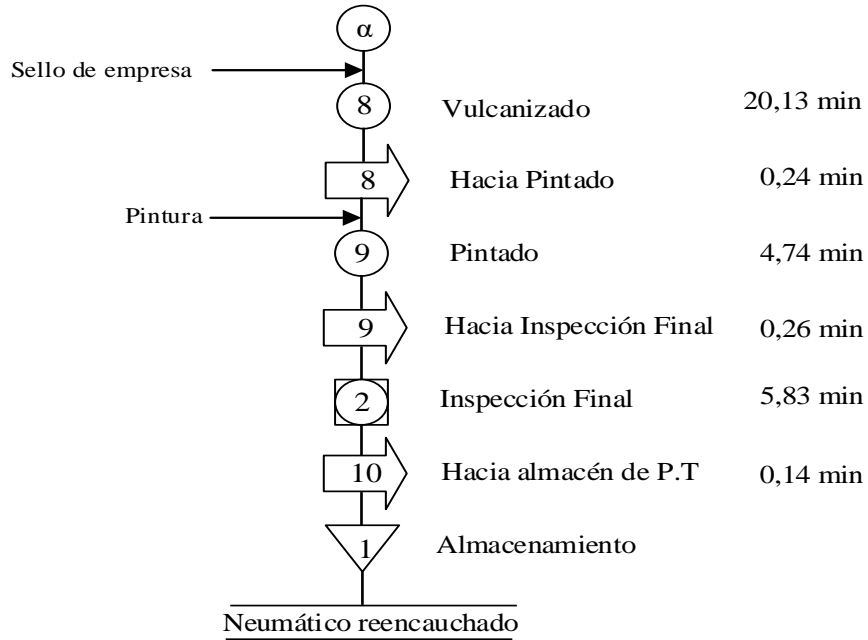 α
Sello de empresa
8 Vulcanizado 20,13 min
8 Hacia Pintado 0,24 min
Pintura
9 Pintado 4,74 min
9 Hacia Inspección Final 0,26 min
2 Inspección Final 5,83 min
10 Hacia almacén de P.T 0,14 min
1 Almacenamiento
Neumático reencauchado